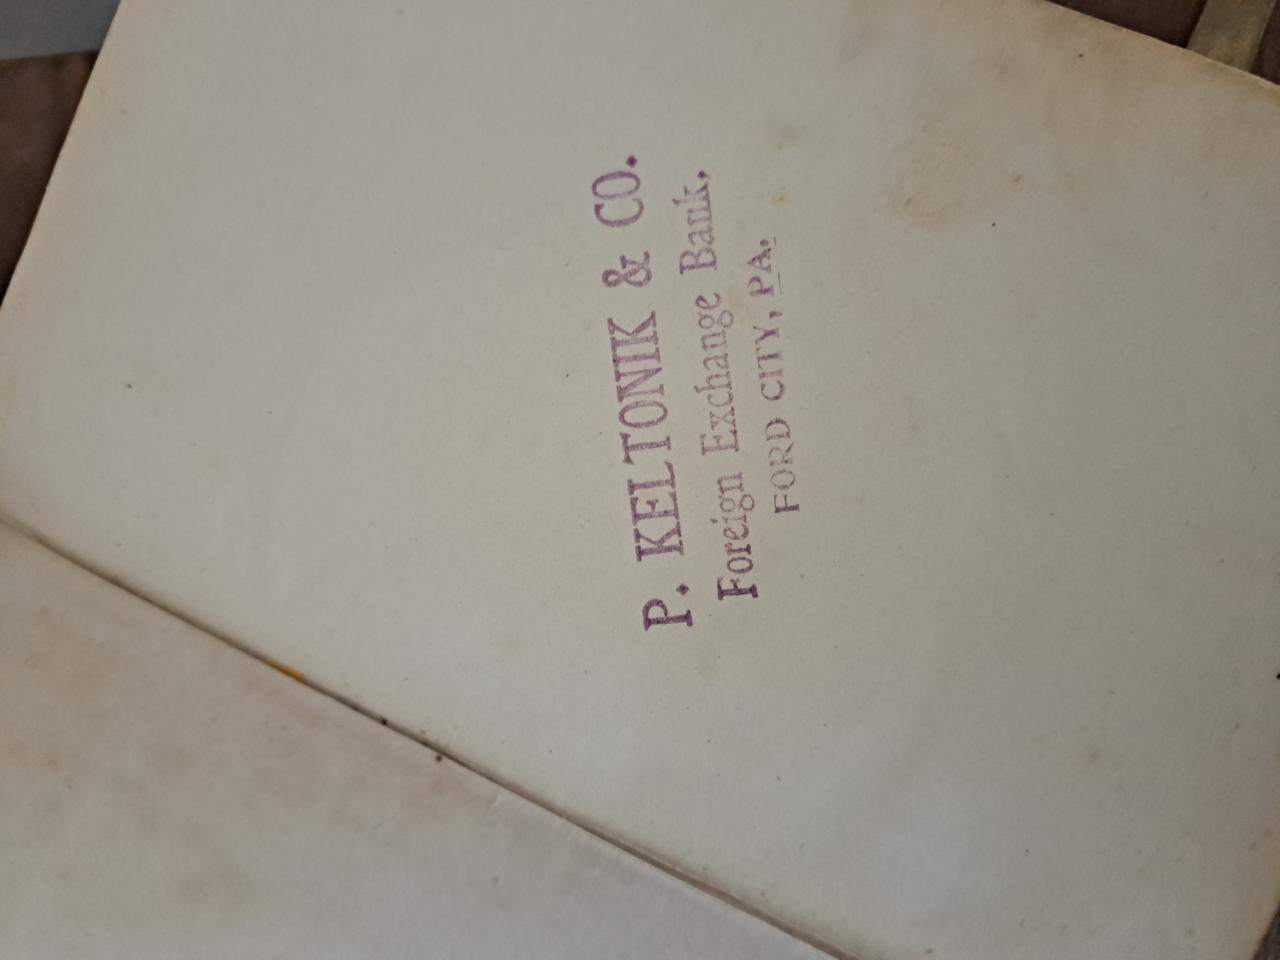 P. KELTONIK & CO.
Foreign Exchange Bank,
FORD CITY, PA.